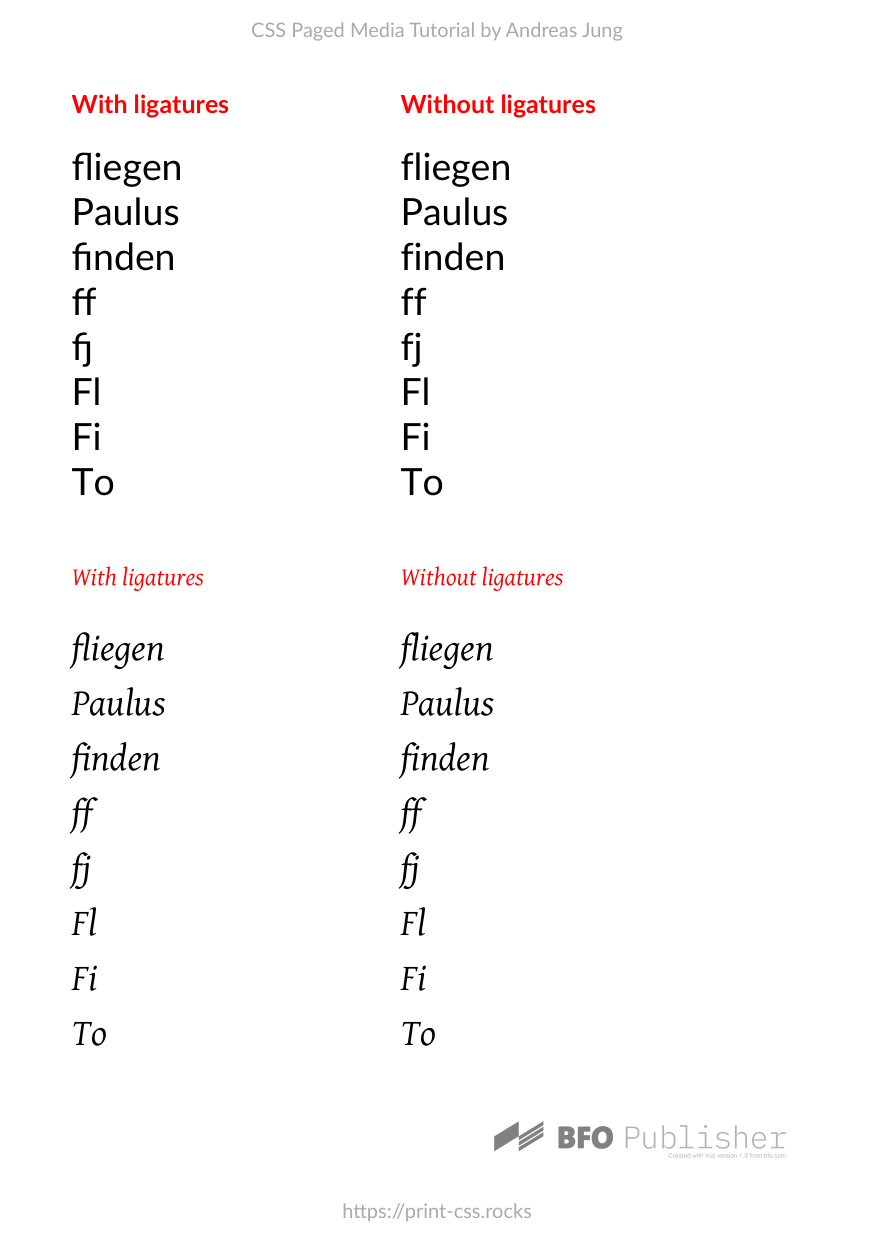 CSS Paged Media Tutorial by Andreas Jung
With ligatures
fliegen
Paulus
finden
ff
fj
Fl
Fi
To
Without ligatures
fliegen
Paulus
finden
ff
fj
Fl
Fi
To
With ligatures
fliegen
Paulus
finden
ff
fj
Fl
Fi
To
Without ligatures
fliegen
Paulus
finden
ff
fj
Fl
Fi
To
BFO Publisher
Created with trial version 1.3 from bfo.com
https://print-css.rocks